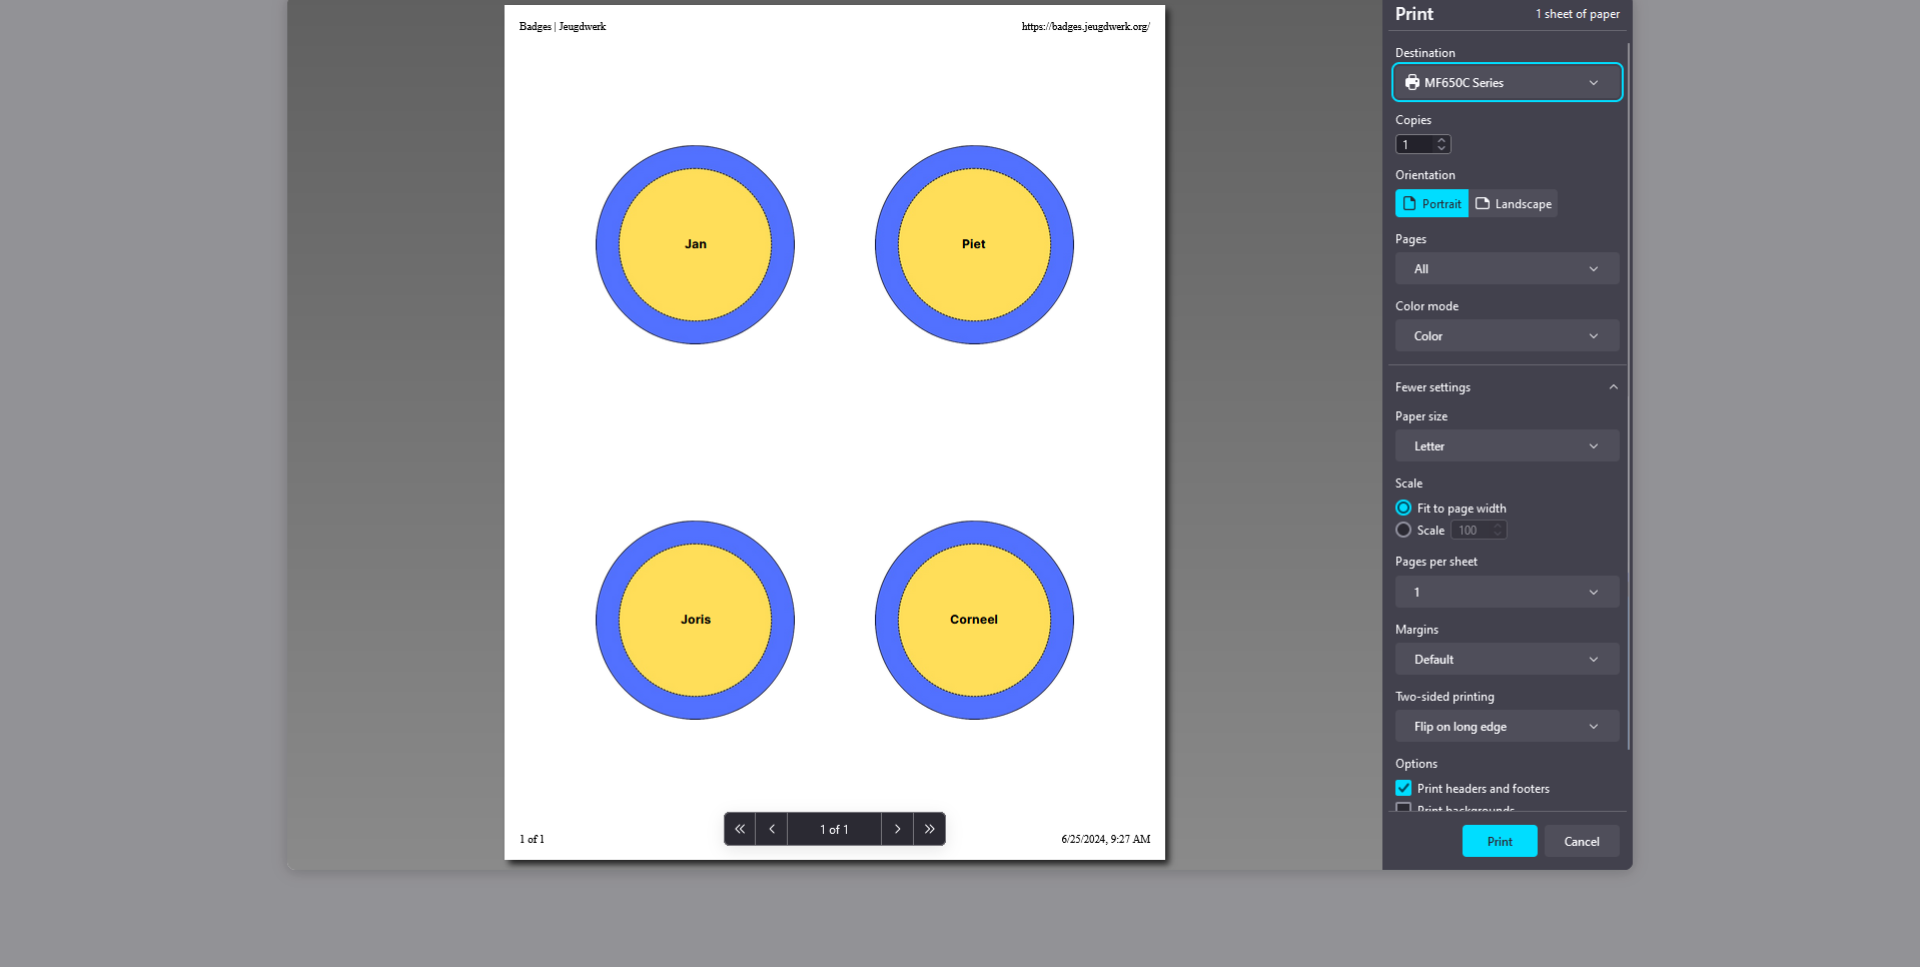 Badges | Jeugdwerk
https://badges.jeugdwerk.org/
Jan
Piet
Joris
Corneel
1 of 1
1 of 1
6/25/2024, 9:27 AM
Print
1 sheet of paper
Destination
MF650C Series
Copies
1
Orientation
Portrait
Landscape
Pages
All
Color mode
Color
Fewer settings
Paper size
Letter
Scale
Fit to page width
Scale 100
Pages per sheet
1
Margins
Default
Two-sided printing
Flip on long edge
Options
Print headers and footers
Print backgrounds
Print
Cancel